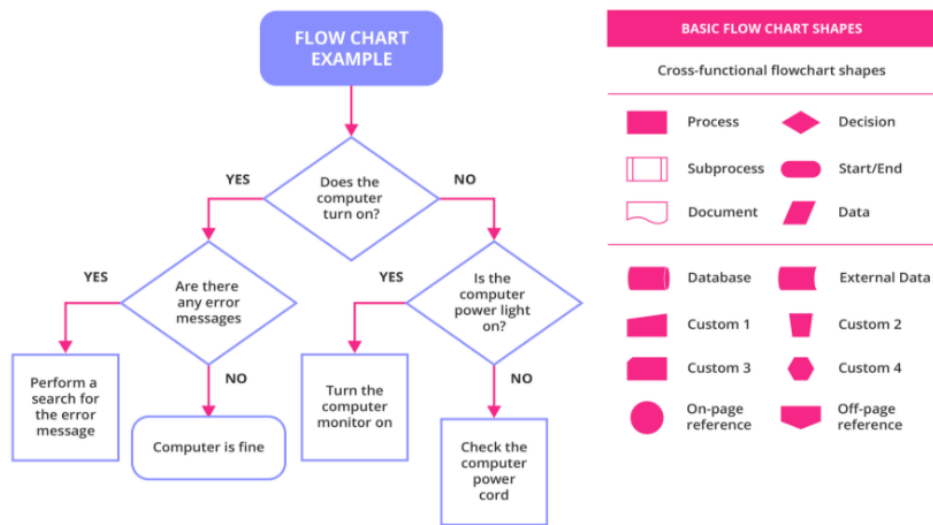 FLOW CHART
EXAMPLE
YES
Does the
computer
turn on?
NO
YES
Are there
any error
messages
YES
Is the
computer
power light
on?
Perform a
search for
the error
message
NO
Computer is fine
Turn the
computer
monitor on
NO
Check the
computer
power
cord
BASIC FLOW CHART SHAPES
Cross-functional flowchart shapes
Process
Decision
Subprocess
Start/End
Document
Data
Database
External Data
Custom 1
Custom 2
Custom 3
Custom 4
On-page
reference
Off-page
reference